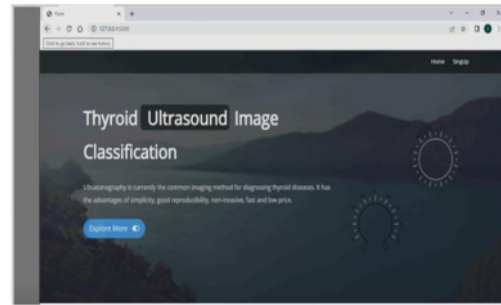 Click to go back, hold to see history
Home SingUp
Thyroid Ultrasound Image
Classification
Ultrasonography is currently the common imaging method for diagnosing thyroid diseases. It has
the advantages of simplicity, good reproducibility, non-invasive, fast and low price.
Explore More